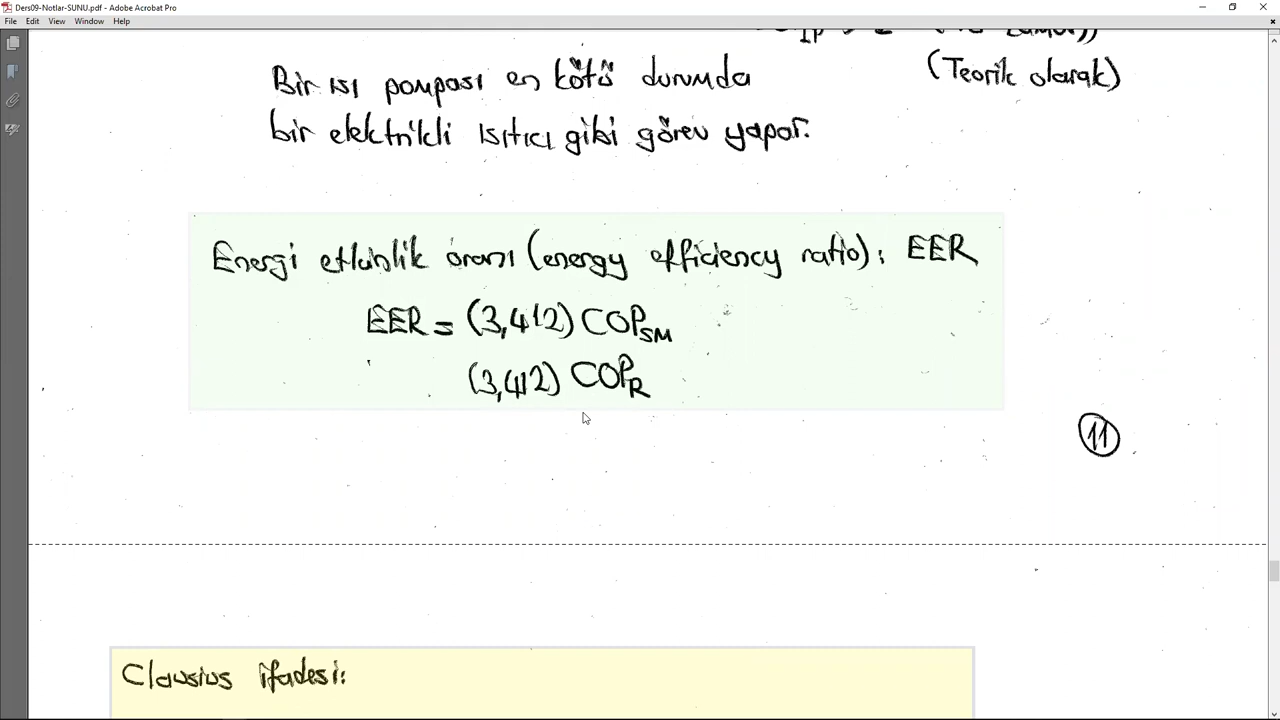 Ders09-Notlar-SUNU.pdf - Adobe Acrobat Pro
File Edit View Window Help
Bir ısı pompası en kötü durumda (Teorik olarak)
bir elektrikli ısıtıcı gibi görev yapar.
Energi etkinlik oranı (energy efficiency ratio): EER
EER = (3,412) COP_SM
(3,412) COP_R
11
Clausius ifadesi: